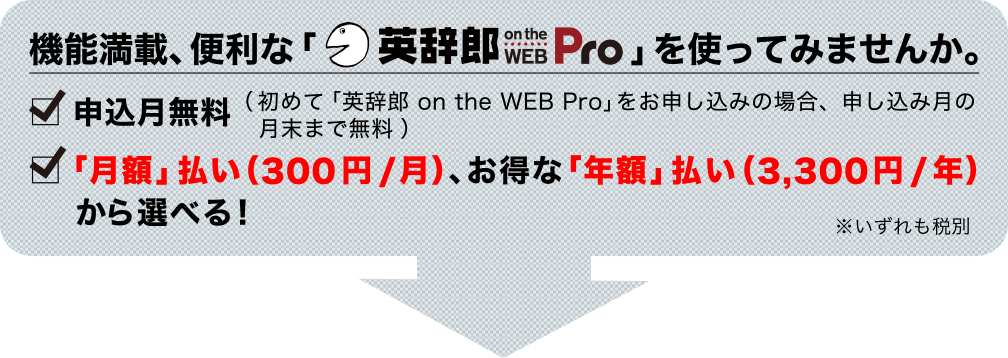 機能満載、便利な「英辞郎 on the WEB Pro」を使ってみませんか。
申込月無料（初めて「英辞郎 on the WEB Pro」をお申し込みの場合、申し込み月の
月末まで無料）
「月額」払い（300円/月）、お得な「年額」払い（3,300円/年）
から選べる！
※いずれも税別